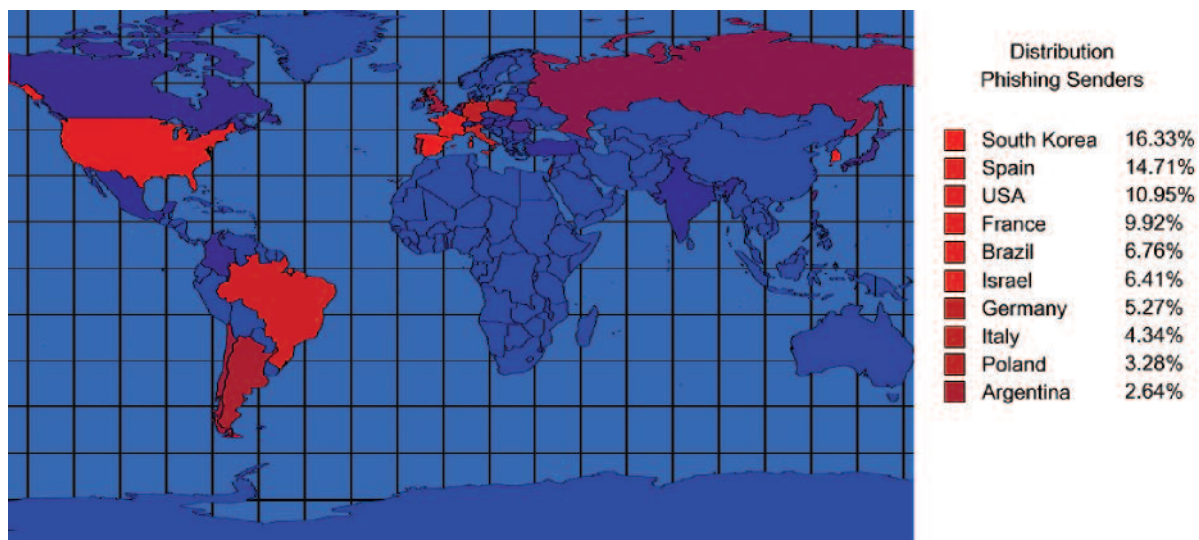 Distribution
Phishing Senders
South Korea 16.33%
Spain 14.71%
USA 10.95%
France 9.92%
Brazil 6.76%
Israel 6.41%
Germany 5.27%
Italy 4.34%
Poland 3.28%
Argentina 2.64%